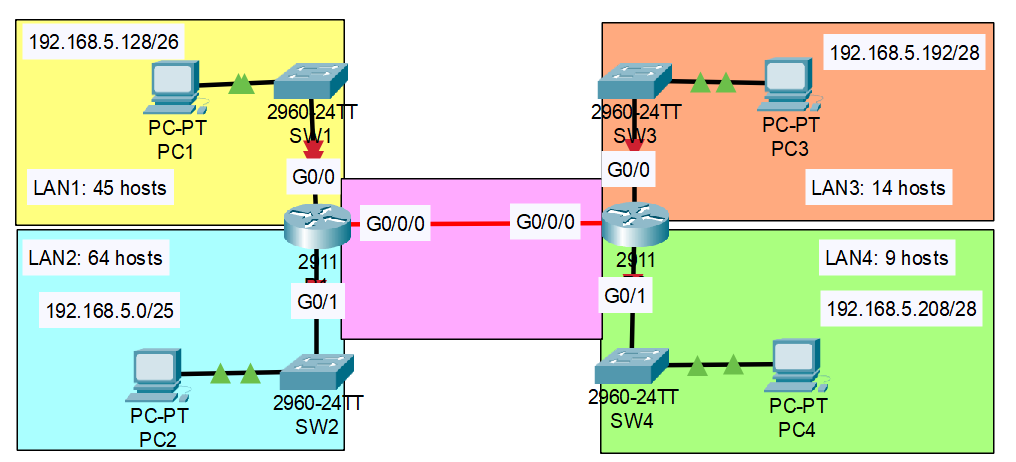 192.168.5.128/26
PC-PT
PC1
2960-24TT
SW1
G0/0
LAN1: 45 hosts
192.168.5.192/28
2960-24TT
SW3
PC-PT
PC3
G0/0
LAN3: 14 hosts
G0/0/0
G0/0/0
2911
2911
LAN2: 64 hosts
192.168.5.0/25
G0/1
PC-PT
PC2
2960-24TT
SW2
LAN4: 9 hosts
192.168.5.208/28
G0/1
2960-24TT
SW4
PC-PT
PC4